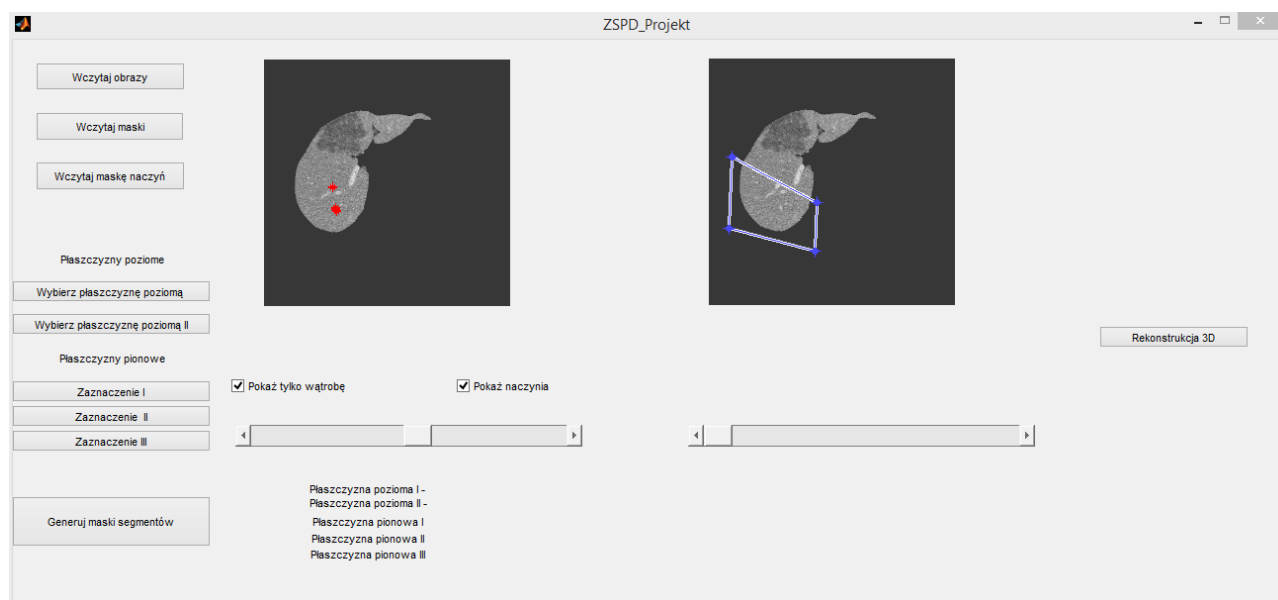 ZSPD_Projekt
Wczytaj obrazy
Wczytaj maski
Wczytaj maskę naczyń
Płaszczyzny poziome
Wybierz płaszczyznę poziomą
Wybierz płaszczyznę poziomą II
Płaszczyzny pionowe
Zaznaczenie I
Zaznaczenie II
Zaznaczenie III
Generuj maski segmentów
Pokaż tylko wątrobę
Pokaż naczynia
Płaszczyzna pozioma I -
Płaszczyzna pozioma II -
Płaszczyzna pionowa I
Płaszczyzna pionowa II
Płaszczyzna pionowa III
Rekonstrukcja 3D